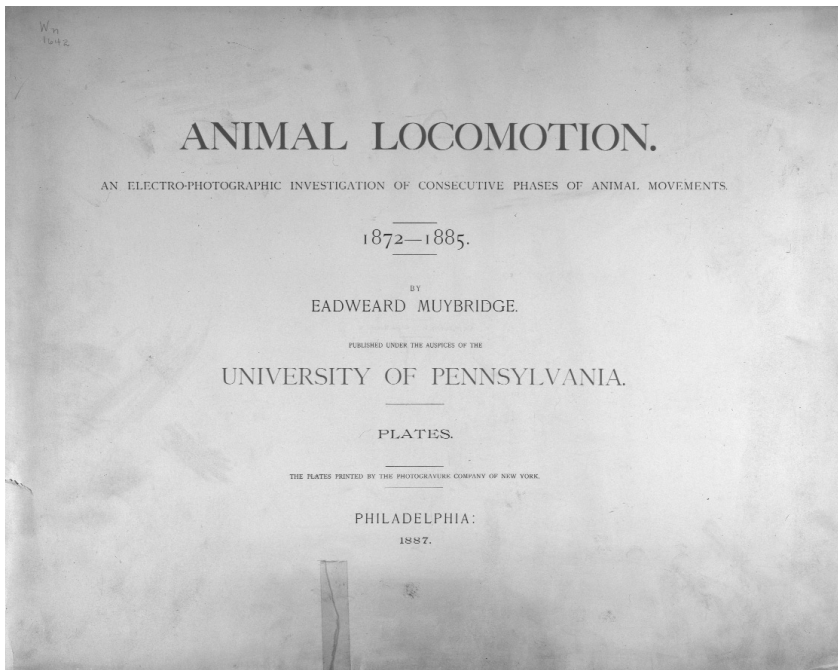 Wn
1642
ANIMAL LOCOMOTION.
AN ELECTRO-PHOTOGRAPHIC INVESTIGATION OF CONSECUTIVE PHASES OF ANIMAL MOVEMENTS.
1872—1885.
BY
EADWEARD MUYBRIDGE.
PUBLISHED UNDER THE AUSPICES OF THE
UNIVERSITY OF PENNSYLVANIA.
PLATES.
THE PLATES PRINTED BY THE PHOTOGRAVURE COMPANY OF NEW YORK.
PHILADELPHIA:
1887.